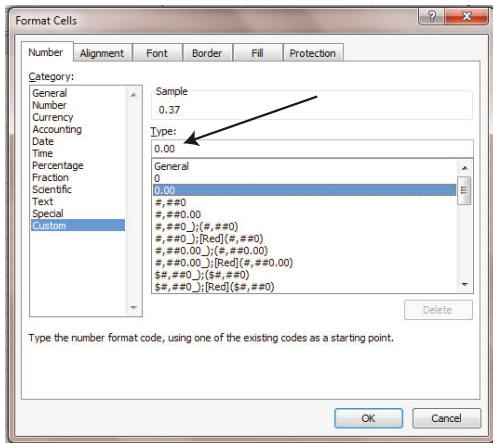 Format Cells
Number Alignment Font Border Fill Protection
Category:
General
Number
Currency
Accounting
Date
Time
Percentage
Fraction
Scientific
Text
Special
Custom
Sample
0.37
Type:
0.00
General
0
0.00
#,##0
#,##0.00
#,##0_);(#,##0)
#,##0_);[Red](#,##0)
#,##0.00_);(#,##0.00)
#,##0.00_);[Red](#,##0.00)
$#,##0_);($#,##0)
$#,##0_);[Red]($#,##0)
Delete
Type the number format code, using one of the existing codes as a starting point.
OK Cancel